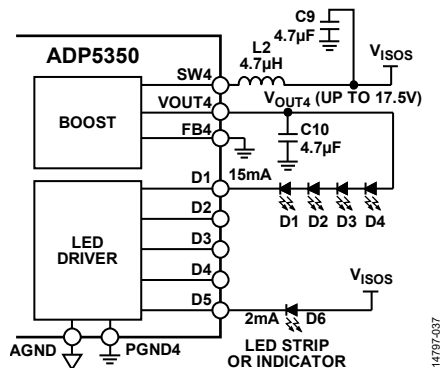 C9
4.7µF
ADP5350
L2
4.7µH
VISOS
SW4
VOUT4
VOUT4 (UP TO 17.5V)
BOOST
FB4
C10
4.7µF
D1
15mA
D1 D2 D3 D4
D2
LED
DRIVER
D3
D4
VISOS
D5
2mA
D6
AGND
PGND4
LED STRIP
OR INDICATOR
14797-037